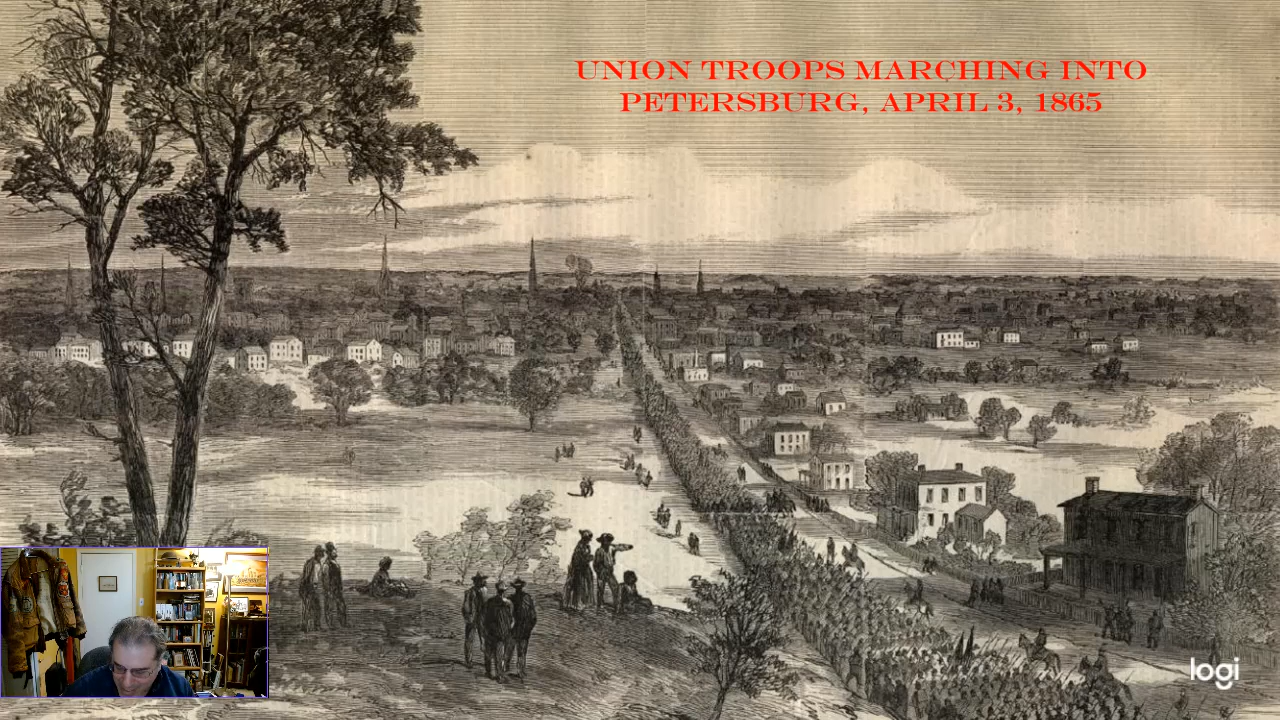 UNION TROOPS MARCHING INTO
PETERSBURG, APRIL 3, 1865
logi